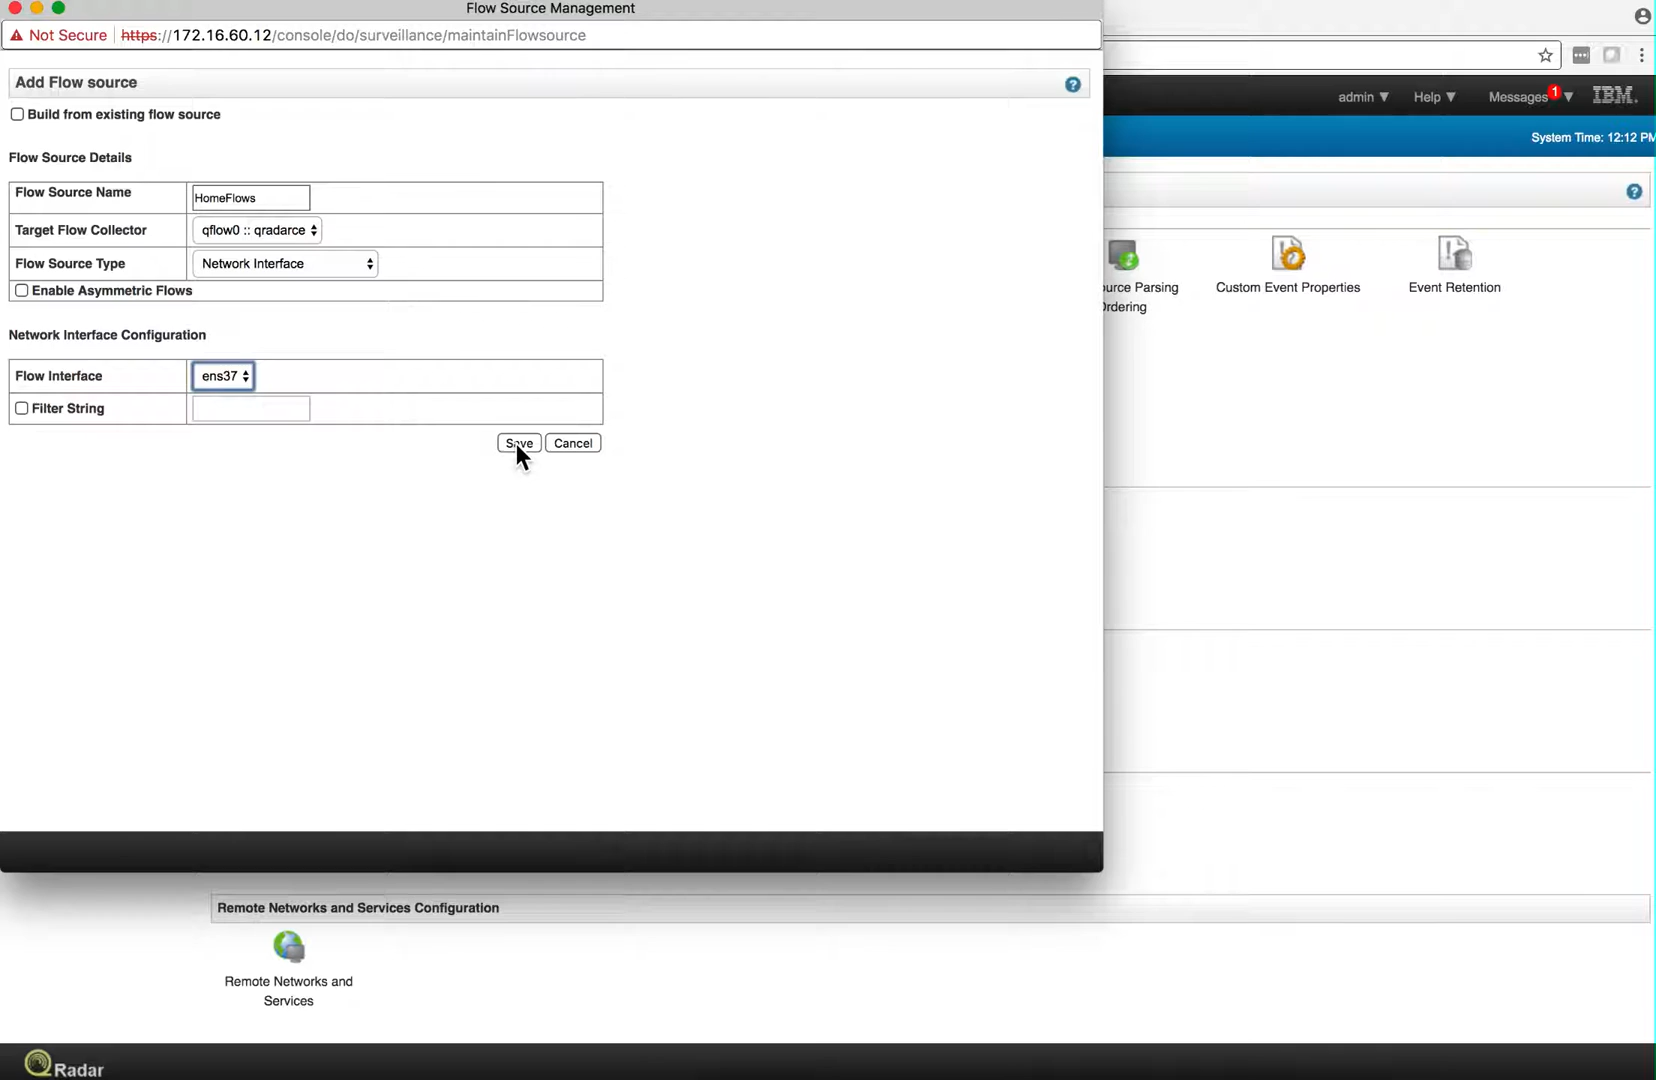 Flow Source Management
Not Secure https://172.16.60.12/console/do/surveillance/maintainFlowsource
Add Flow source
Build from existing flow source
Flow Source Details
Flow Source Name HomeFlows
Target Flow Collector qflow0 :: qradarce
Flow Source Type Network Interface
Enable Asymmetric Flows
Network Interface Configuration
Flow Interface ens37
Filter String
Save Cancel
admin Help Messages 1 IBM
System Time: 12:12 PM
ource Parsing
Ordering
Custom Event Properties
Event Retention
Remote Networks and Services Configuration
Remote Networks and
Services
QRadar